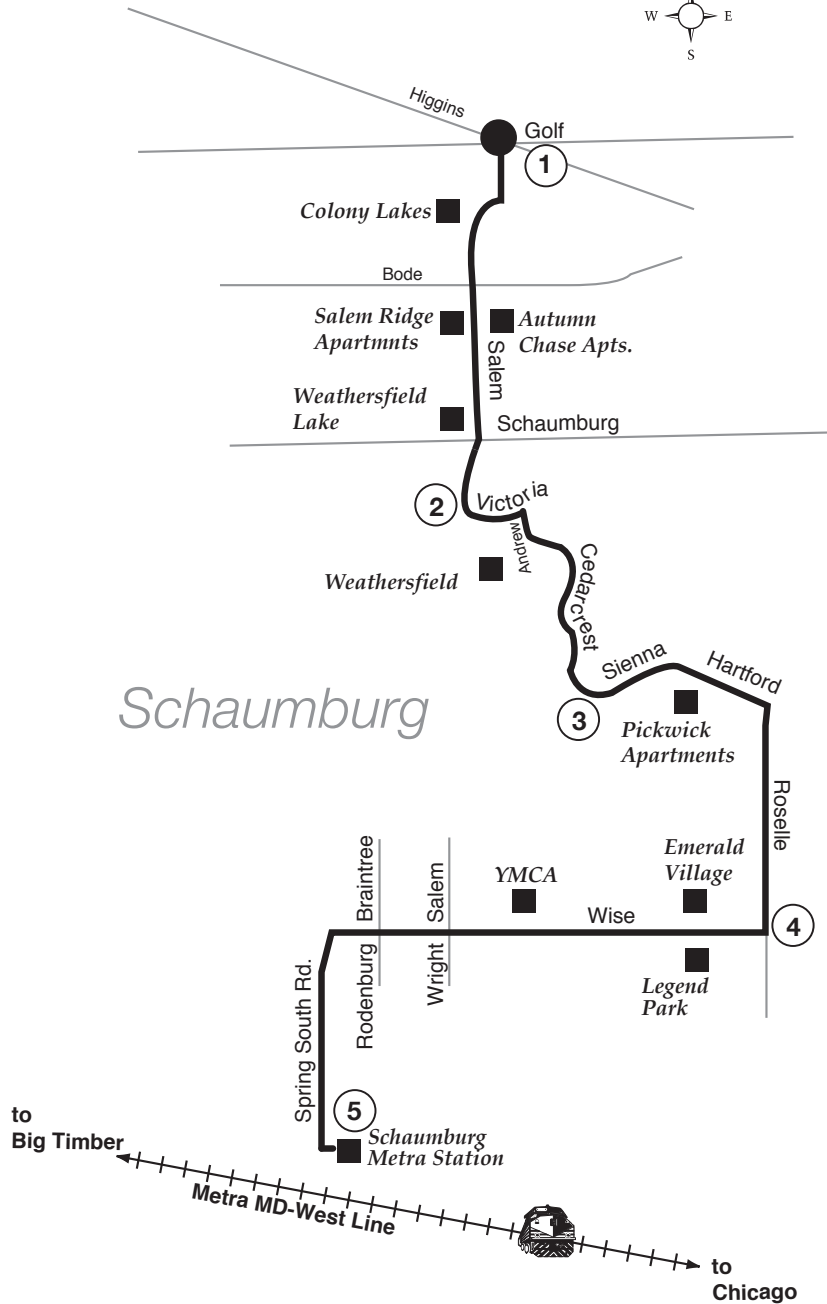 W E
S
Higgins
Golf
1
Colony Lakes
Bode
Salem Ridge
Apartmnts
Autumn
Chase Apts.
Salem
Weathersfield
Lake
Schaumburg
2
Victoria
Andrew
Weathersfield
Cedarcrest
Sienna
Hartford
3
Pickwick
Apartments
Schaumburg
Roselle
Braintree
Salem
YMCA
Emerald
Village
Wise
4
Rodenburg
Wright
Legend
Park
Spring South Rd.
5
Schaumburg
Metra Station
to
Big Timber
Metra MD-West Line
to
Chicago